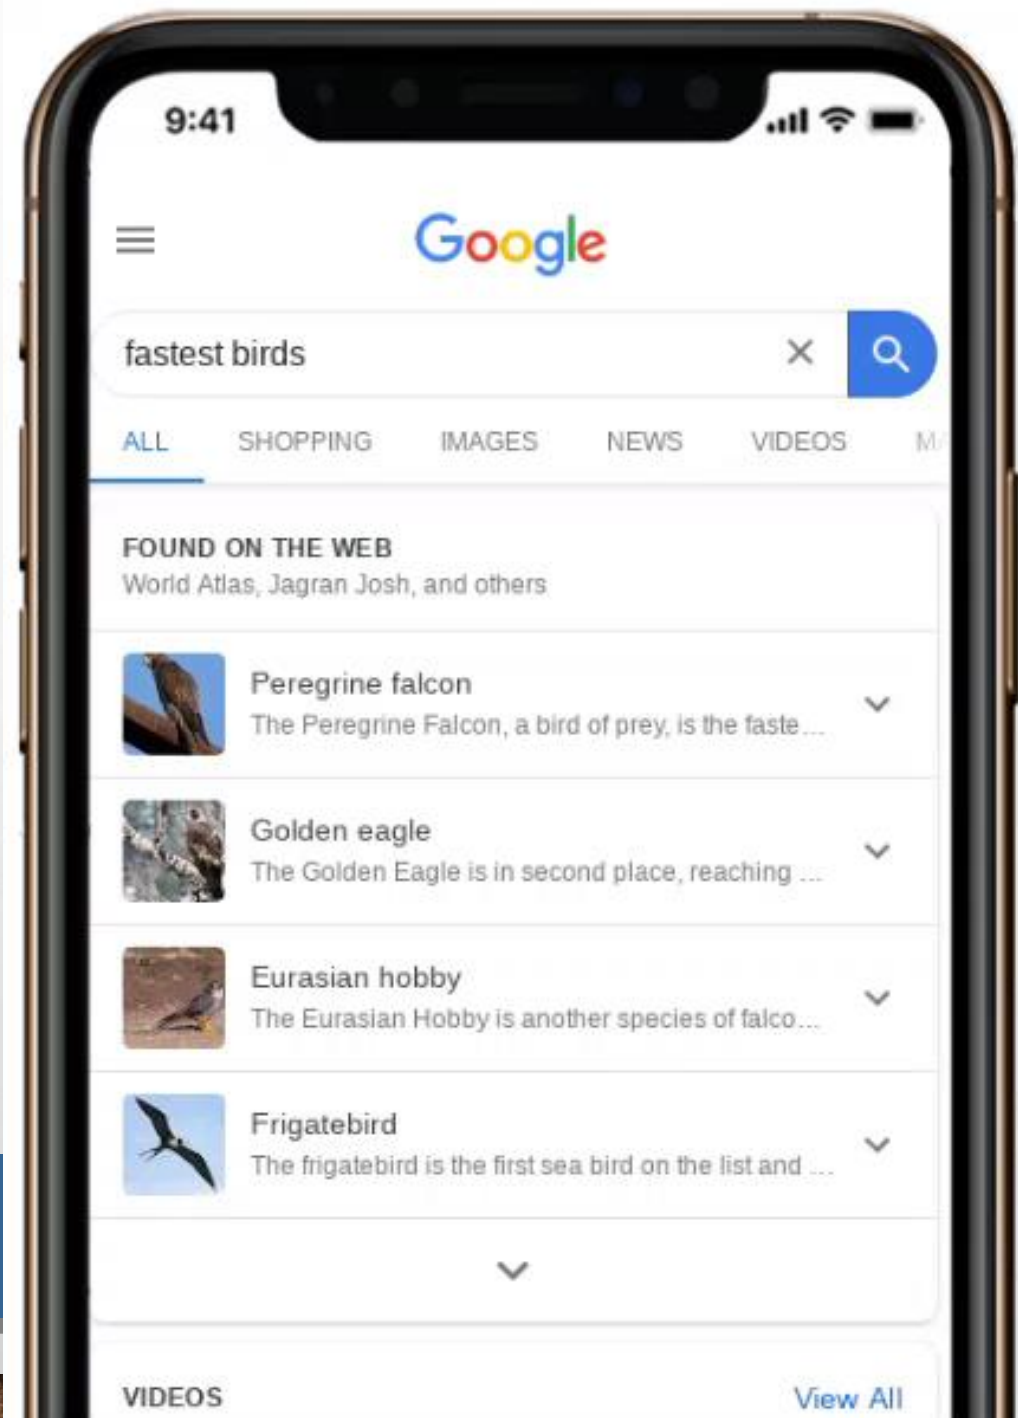 9:41
Google
fastest birds
ALL SHOPPING IMAGES NEWS VIDEOS
FOUND ON THE WEB
World Atlas, Jagran Josh, and others
Peregrine falcon
The Peregrine Falcon, a bird of prey, is the faste...
Golden eagle
The Golden Eagle is in second place, reaching ...
Eurasian hobby
The Eurasian Hobby is another species of falco...
Frigatebird
The frigatebird is the first sea bird on the list and ...
VIDEOS View All